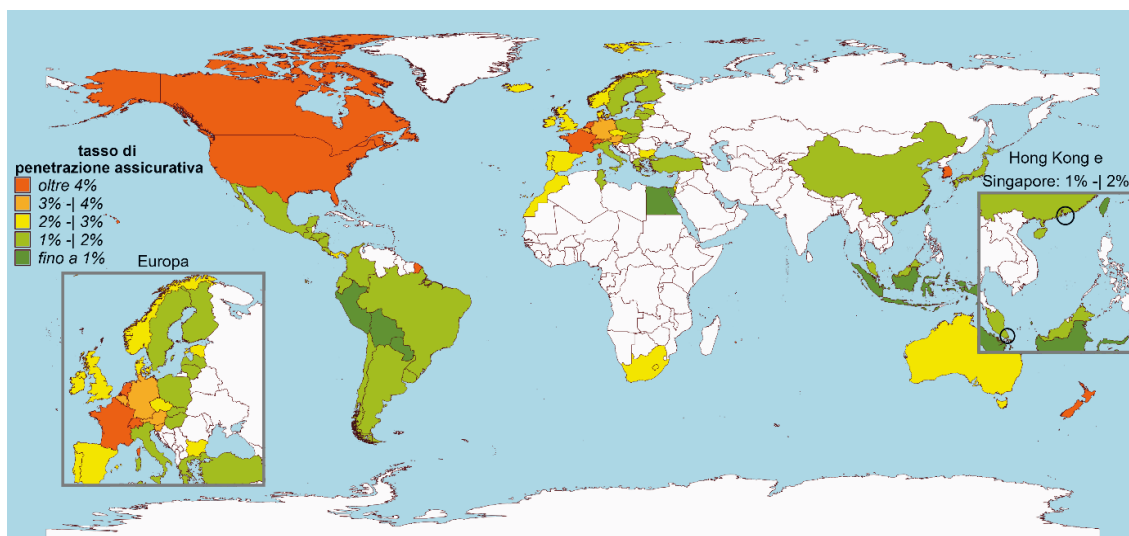 tasso di
penetrazione assicurativa
oltre 4%
3% -| 4%
2% -| 3%
1% -| 2%
fino a 1%
Europa
Hong Kong e
Singapore: 1% -| 2%